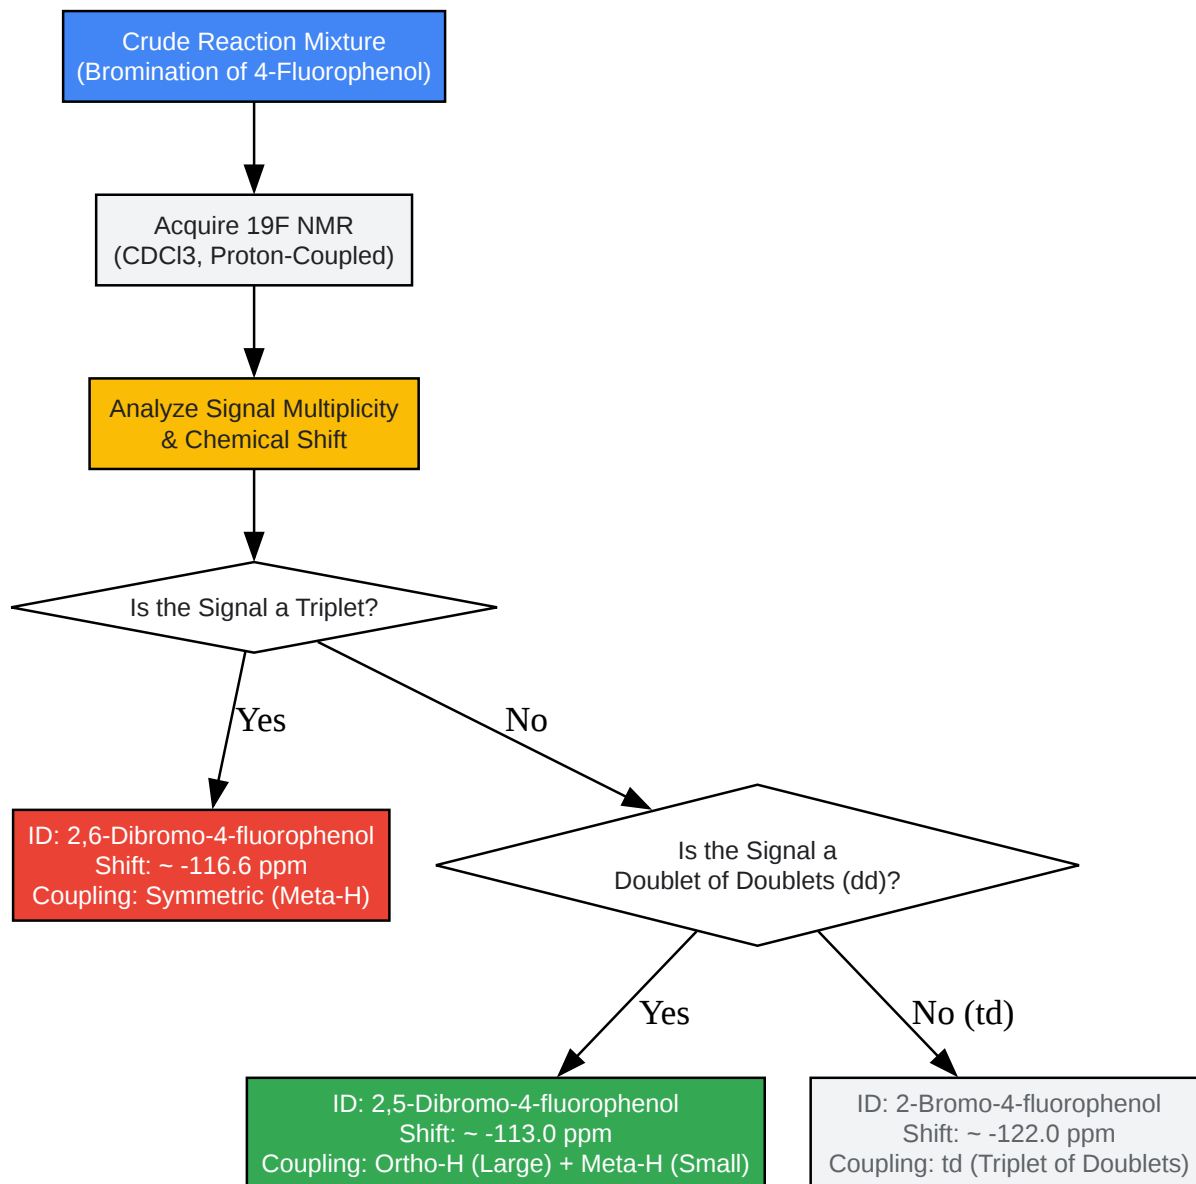 Crude Reaction Mixture
(Bromination of 4-Fluorophenol)
Acquire 19F NMR
(CDCl3, Proton-Coupled)
Analyze Signal Multiplicity
& Chemical Shift
Is the Signal a Triplet?
Yes
No
ID: 2,6-Dibromo-4-fluorophenol
Shift: ~ -116.6 ppm
Coupling: Symmetric (Meta-H)
Is the Signal a
Doublet of Doublets (dd)?
Yes
No (td)
ID: 2,5-Dibromo-4-fluorophenol
Shift: ~ -113.0 ppm
Coupling: Ortho-H (Large) + Meta-H (Small)
ID: 2-Bromo-4-fluorophenol
Shift: ~ -122.0 ppm
Coupling: td (Triplet of Doublets)